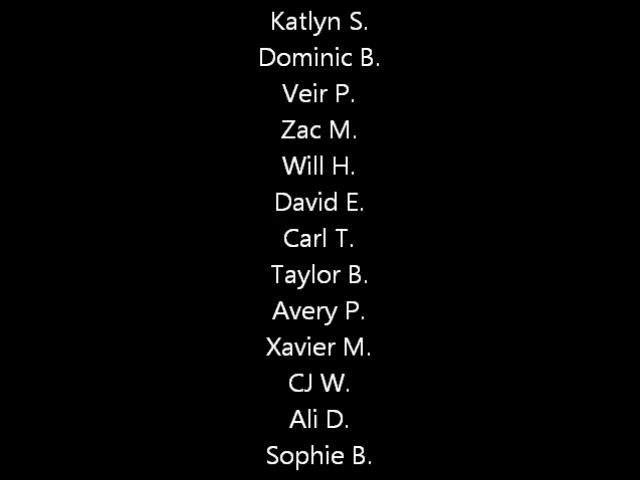 Katlyn S.
Dominic B.
Veir P.
Zac M.
Will H.
David E.
Carl T.
Taylor B.
Avery P.
Xavier M.
CJ W.
Ali D.
Sophie B.